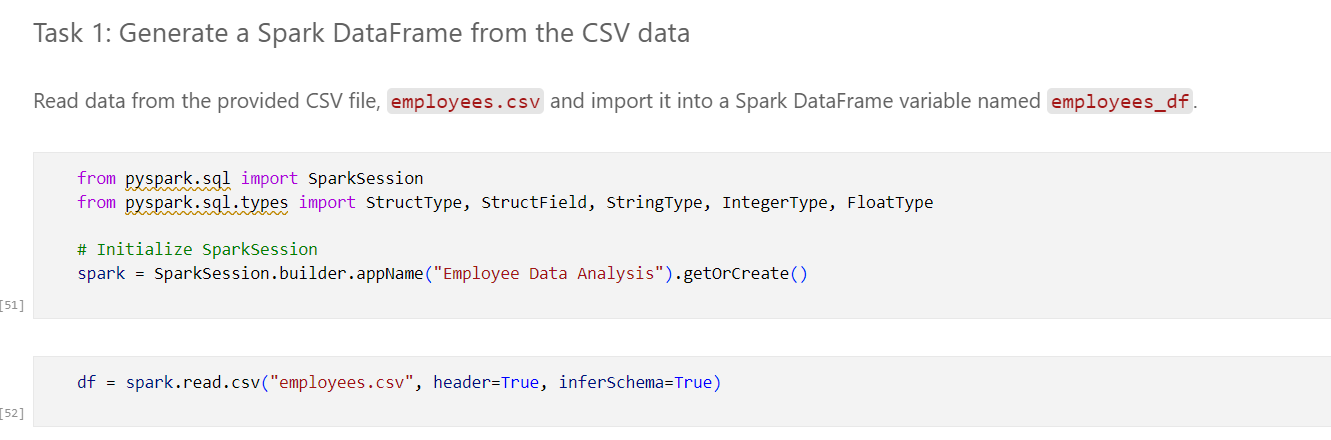 Task 1: Generate a Spark DataFrame from the CSV data
Read data from the provided CSV file, employees.csv and import it into a Spark DataFrame variable named employees_df.
from pyspark.sql import SparkSession
from pyspark.sql.types import StructType, StructField, StringType, IntegerType, FloatType
# Initialize SparkSession
spark = SparkSession.builder.appName("Employee Data Analysis").getOrCreate()
[51]
df = spark.read.csv("employees.csv", header=True, inferSchema=True)
[52]